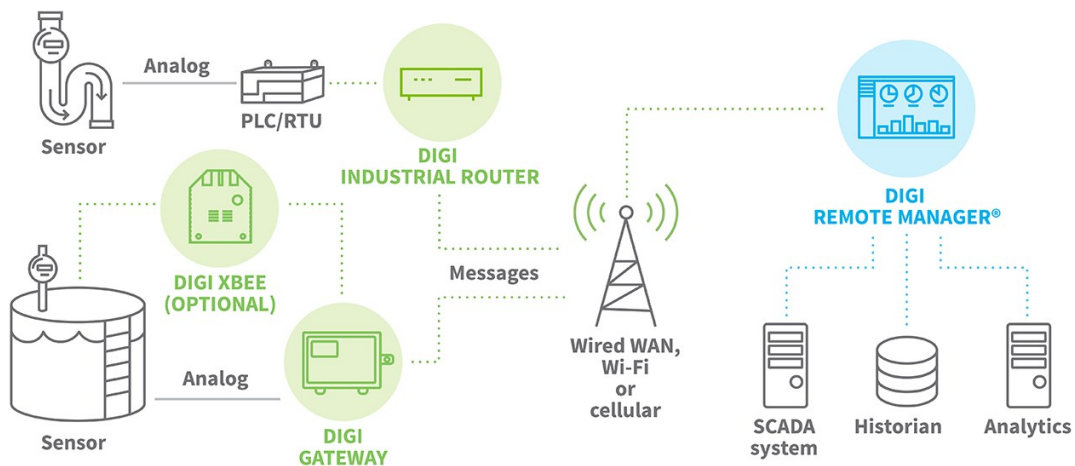 Analog
PLC/RTU
Sensor
DIGI
INDUSTRIAL ROUTER
DIGI XBEE
(OPTIONAL)
Analog
Sensor
DIGI
GATEWAY
Messages
Wired WAN,
Wi-Fi
or
cellular
DIGI
REMOTE MANAGER®
SCADA
system
Historian
Analytics